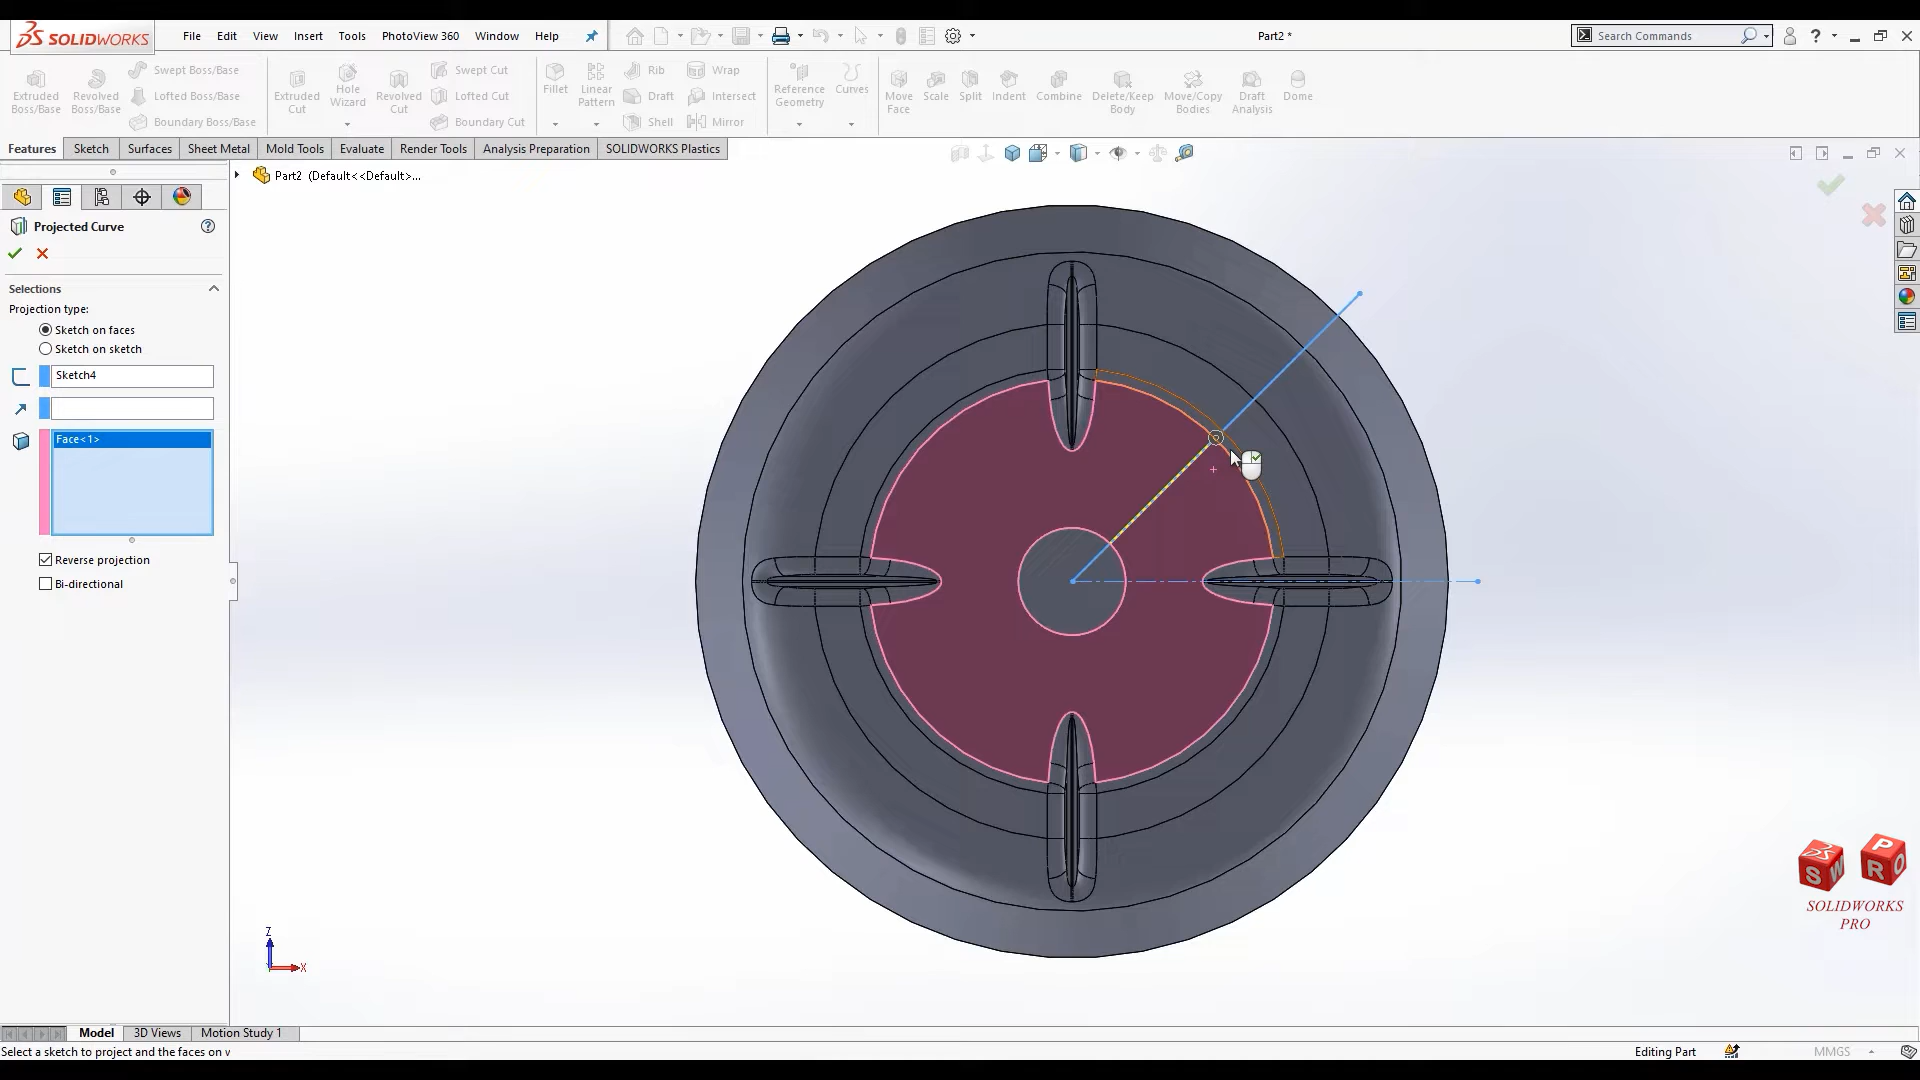 SOLIDWORKS
File Edit View Insert Tools PhotoView 360 Window Help
Part2 *
Search Commands
Extruded Boss/Base
Revolved Boss/Base
Swept Boss/Base
Lofted Boss/Base
Boundary Boss/Base
Extruded Cut
Hole Wizard
Revolved Cut
Swept Cut
Lofted Cut
Boundary Cut
Fillet
Linear Pattern
Rib
Draft
Shell
Wrap
Intersect
Mirror
Reference Geometry
Curves
Move Face
Scale
Split
Indent
Combine
Delete/Keep Body
Move/Copy Bodies
Draft Analysis
Dome
Features Sketch Surfaces Sheet Metal Mold Tools Evaluate Render Tools Analysis Preparation SOLIDWORKS Plastics
Part2 (Default<<Default>...
Projected Curve
Selections
Projection type:
Sketch on faces
Sketch on sketch
Sketch4
Face<1>
Reverse projection
Bi-directional
Z
X
S W P R O
SOLIDWORKS
PRO
Model 3D Views Motion Study 1
Select a sketch to project and the faces on v
Editing Part
MMGS